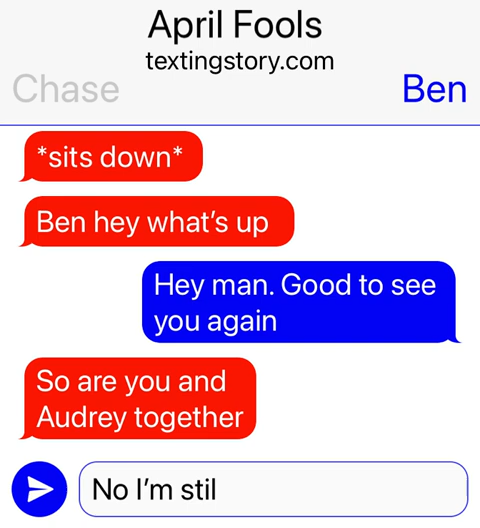 April Fools
textingstory.com
Chase
Ben
*sits down*
Ben hey what’s up
Hey man. Good to see
you again
So are you and
Audrey together
No I’m stil